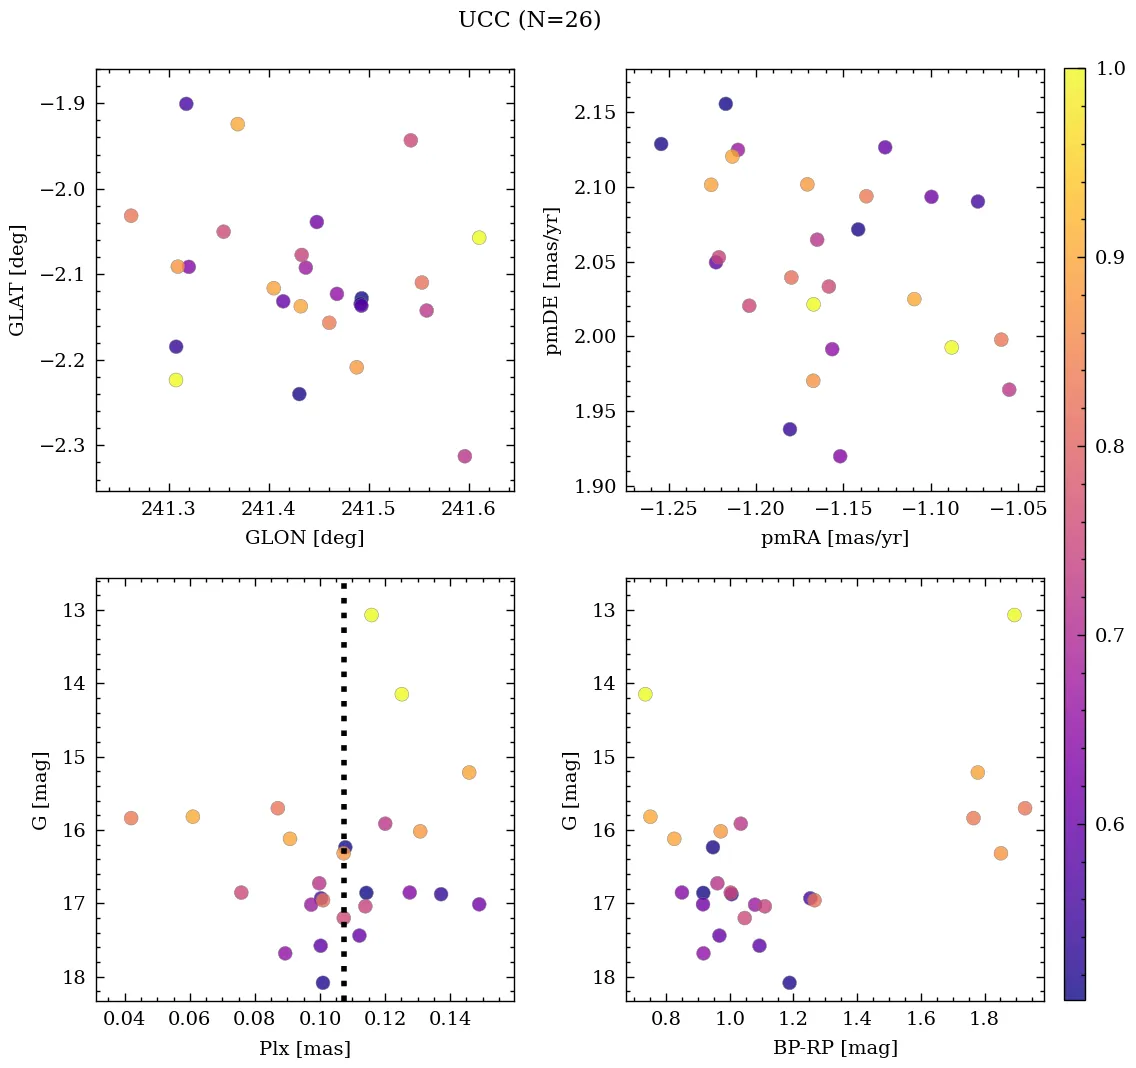 UCC (N=26)
−1.9
−2.0
−2.1
−2.2
−2.3
GLAT [deg]
241.3 241.4 241.5 241.6
GLON [deg]
2.15
2.10
2.05
2.00
1.95
1.90
pmDE [mas/yr]
−1.25 −1.20 −1.15 −1.10 −1.05
pmRA [mas/yr]
1.0
0.9
0.8
0.7
0.6
13
14
15
16
17
18
G [mag]
0.04 0.06 0.08 0.10 0.12 0.14
Plx [mas]
13
14
15
16
17
18
G [mag]
0.8 1.0 1.2 1.4 1.6 1.8
BP-RP [mag]